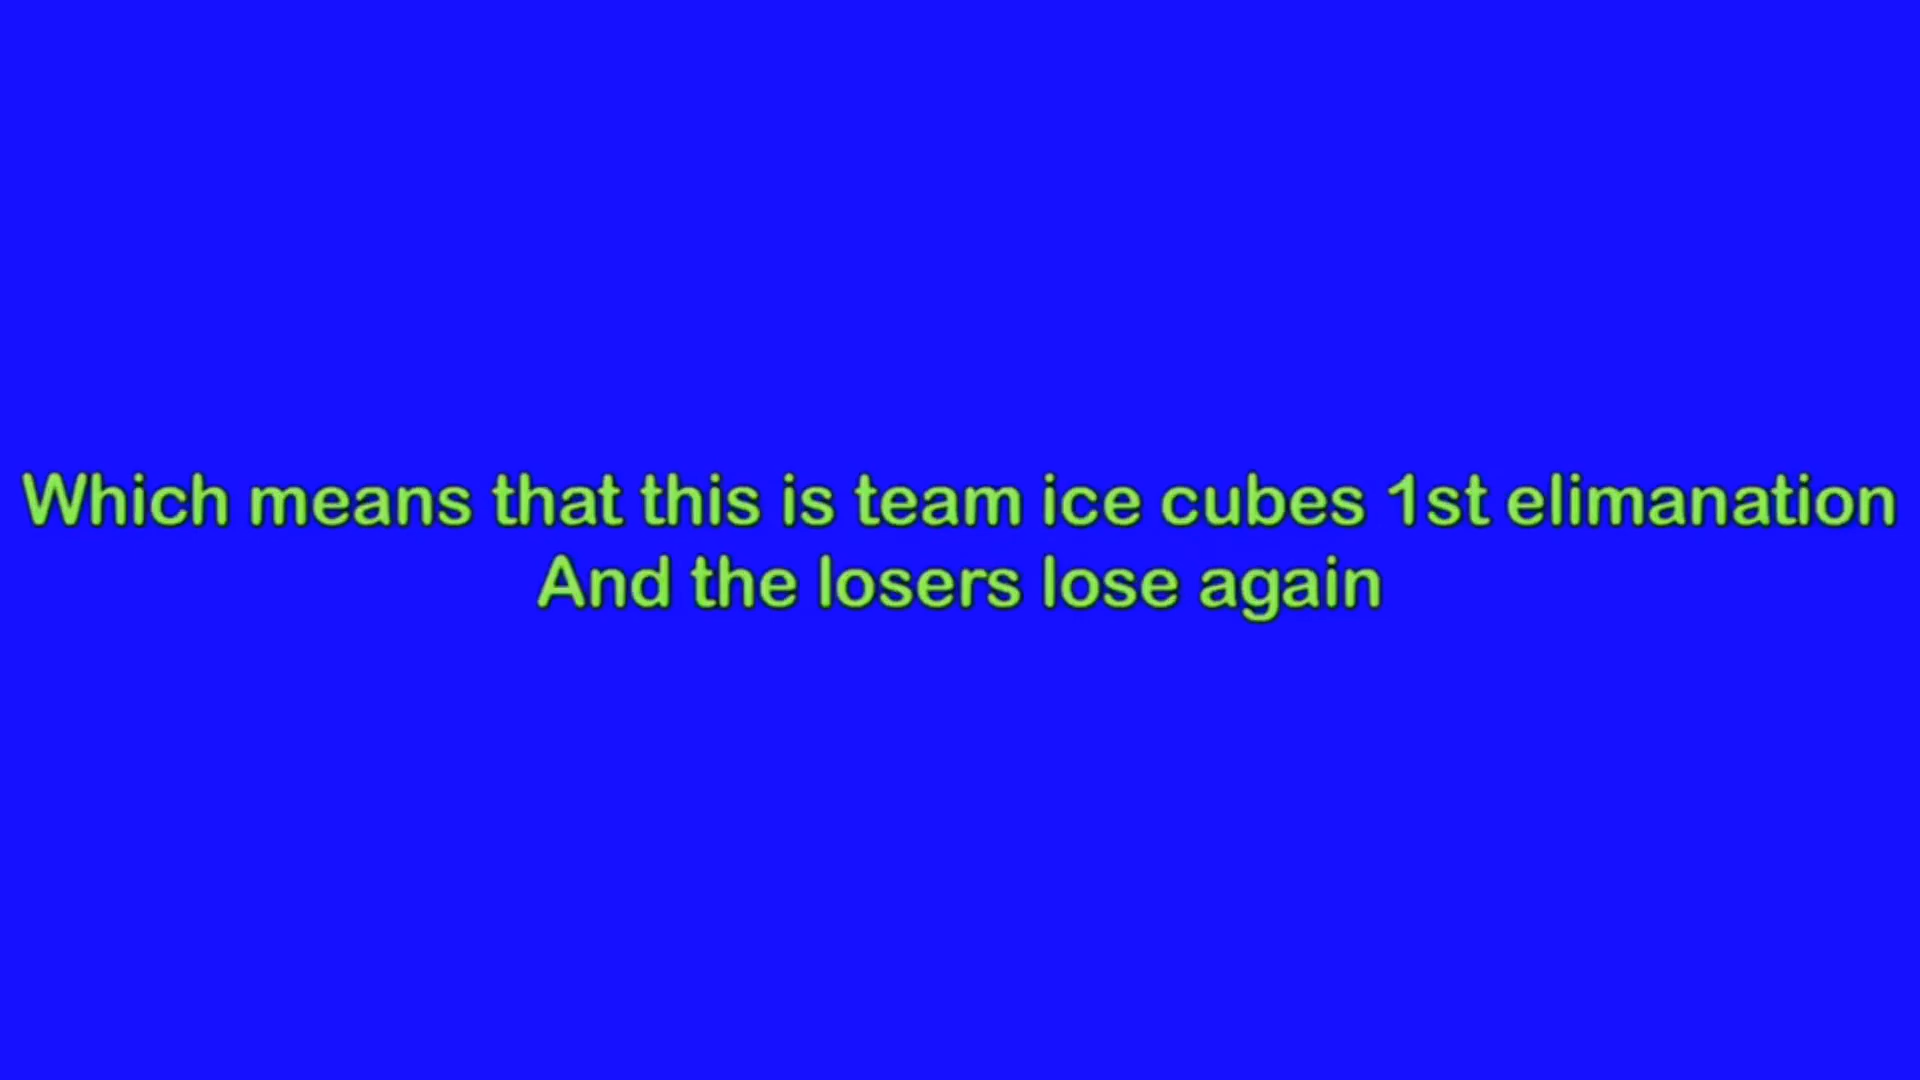 Which means that this is team ice cubes 1st elimanation
And the losers lose again